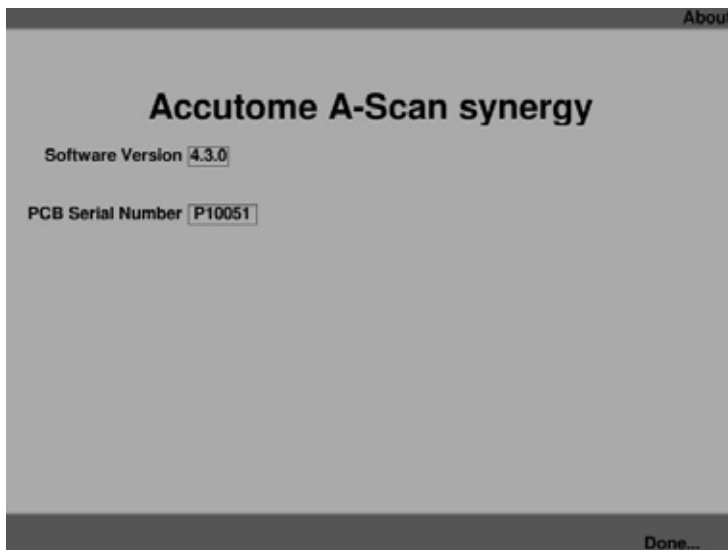 About
Accutome A-Scan synergy
Software Version 4.3.0
PCB Serial Number P10051
Done...